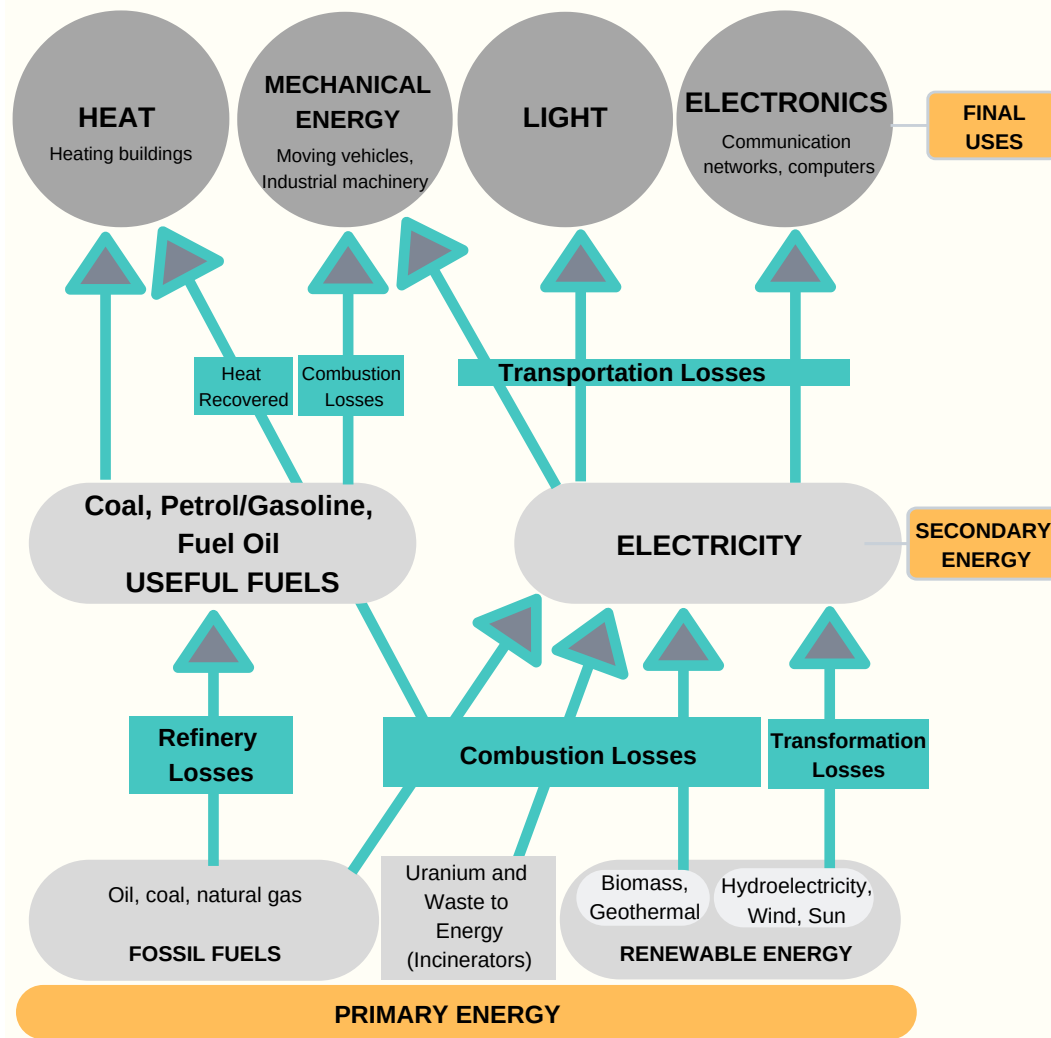 HEAT
Heating buildings
MECHANICAL
ENERGY
Moving vehicles,
Industrial machinery
LIGHT
ELECTRONICS
Communication
networks, computers
FINAL
USES
Heat
Recovered
Combustion
Losses
Transportation Losses
Coal, Petrol/Gasoline,
Fuel Oil
USEFUL FUELS
ELECTRICITY
SECONDARY
ENERGY
Refinery
Losses
Combustion Losses
Transformation
Losses
Oil, coal, natural gas
FOSSIL FUELS
Uranium and
Waste to
Energy
(Incinerators)
Biomass,
Geothermal
Hydroelectricity,
Wind, Sun
RENEWABLE ENERGY
PRIMARY ENERGY